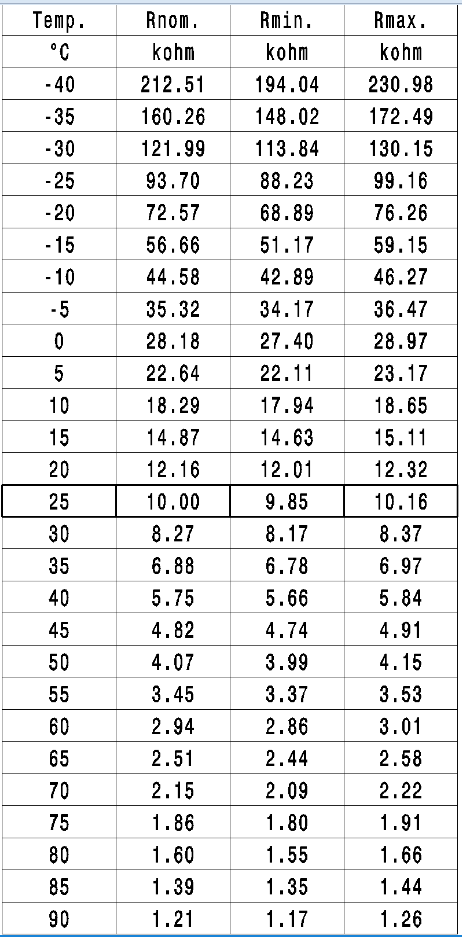 Temp. Rnom. Rmin. Rmax.
°C kohm kohm kohm
-40 212.51 194.04 230.98
-35 160.26 148.02 172.49
-30 121.99 113.84 130.15
-25 93.70 88.23 99.16
-20 72.57 68.89 76.26
-15 56.66 51.17 59.15
-10 44.58 42.89 46.27
-5 35.32 34.17 36.47
0 28.18 27.40 28.97
5 22.64 22.11 23.17
10 18.29 17.94 18.65
15 14.87 14.63 15.11
20 12.16 12.01 12.32
25 10.00 9.85 10.16
30 8.27 8.17 8.37
35 6.88 6.78 6.97
40 5.75 5.66 5.84
45 4.82 4.74 4.91
50 4.07 3.99 4.15
55 3.45 3.37 3.53
60 2.94 2.86 3.01
65 2.51 2.44 2.58
70 2.15 2.09 2.22
75 1.86 1.80 1.91
80 1.60 1.55 1.66
85 1.39 1.35 1.44
90 1.21 1.17 1.26